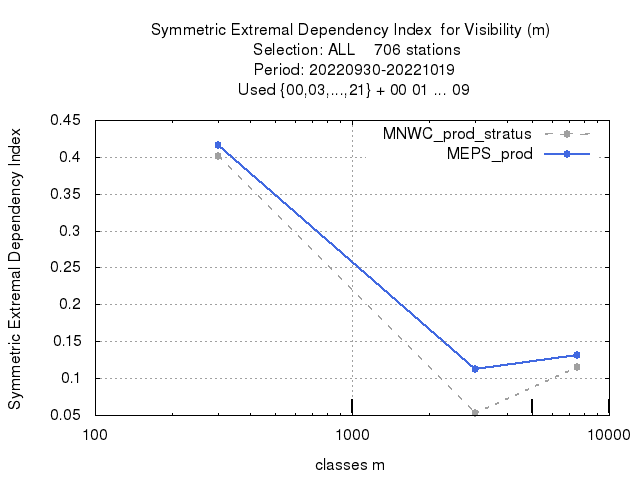 Symmetric Extremal Dependency Index  for Visibility (m)
Selection: ALL    706 stations
Period: 20220930-20221019
Used {00,03,...,21} + 00 01 ... 09
Symmetric Extremal Dependency Index
0.45
0.4
0.35
0.3
0.25
0.2
0.15
0.1
0.05
MNWC_prod_stratus
MEPS_prod
100 1000 10000
classes m